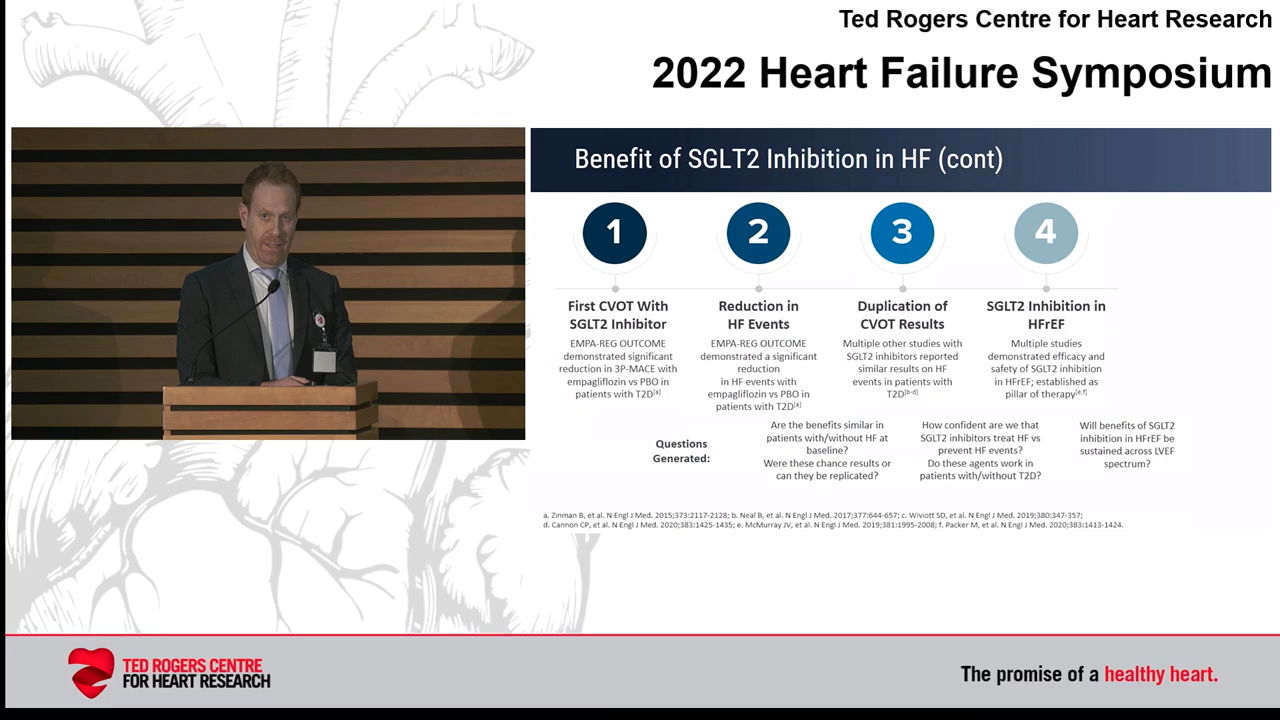 Ted Rogers Centre for Heart Research
2022 Heart Failure Symposium
Benefit of SGLT2 Inhibition in HF (cont)
1
2
3
4
First CVOT With
SGLT2 Inhibitor
EMPA-REG OUTCOME
demonstrated significant
reduction in 3P-MACE with
empagliflozin vs PBO in
patients with T2D[a]
Reduction in
HF Events
EMPA-REG OUTCOME
demonstrated a significant
reduction
in HF events with
empagliflozin vs PBO in
patients with T2D[a]
Duplication of
CVOT Results
Multiple other studies with
SGLT2 inhibitors reported
similar results on HF
events in patients with
T2D[b-d]
SGLT2 Inhibition in
HFrEF
Multiple studies
demonstrated efficacy and
safety of SGLT2 inhibition
in HFrEF; established as
pillar of therapy[e,f]
Questions
Generated:
Are the benefits similar in
patients with/without HF at
baseline?
Were these chance results or
can they be replicated?
How confident are we that
SGLT2 inhibitors treat HF vs
prevent HF events?
Do these agents work in
patients with/without T2D?
Will benefits of SGLT2
inhibition in HFrEF be
sustained across LVEF
spectrum?
a. Zinman B, et al. N Engl J Med. 2015;373:2117-2128; b. Neal B, et al. N Engl J Med. 2017;377:644-657; c. Wiviott SD, et al. N Engl J Med. 2019;380:347-357;
d. Cannon CP, et al. N Engl J Med. 2020;383:1425-1435; e. McMurray JV, et al. N Engl J Med. 2019;381:1995-2008; f. Packer M, et al. N Engl J Med. 2020;383:1413-1424.
TED ROGERS CENTRE
FOR HEART RESEARCH
The promise of a healthy heart.